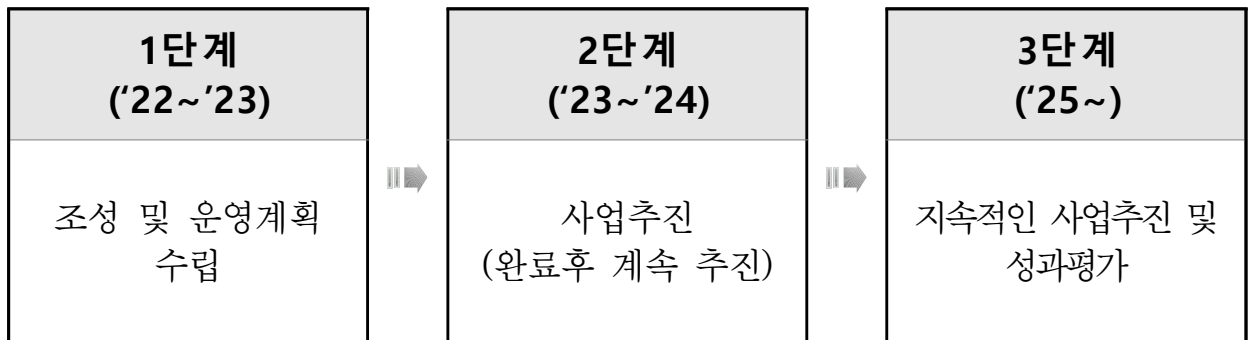 1단계
(‘22~’23)
조성 및 운영계획
수립
2단계
(‘23~’24)
사업추진
(완료후 계속 추진)
3단계
(‘25~)
지속적인 사업추진 및
성과평가